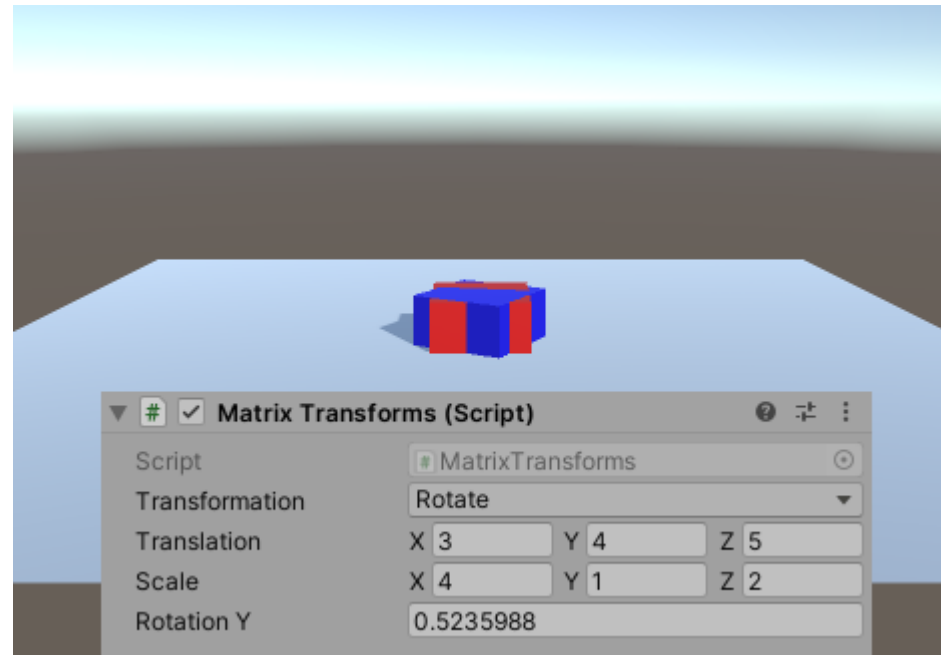 # Matrix Transforms (Script)
Script # MatrixTransforms
Transformation Rotate
Translation X 3 Y 4 Z 5
Scale X 4 Y 1 Z 2
Rotation Y 0.5235988